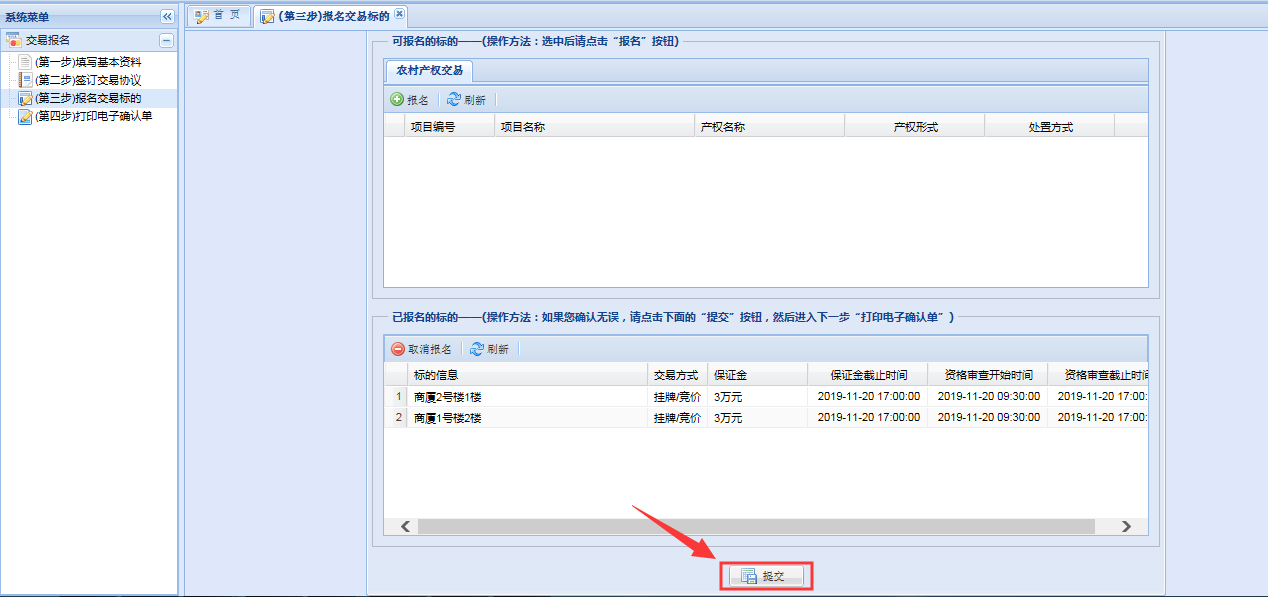 系统菜单
交易报名
(第一步)填写基本资料
(第二步)签订交易协议
(第三步)报名交易标的
(第四步)打印电子确认单
首 页
(第三步)报名交易标的
可报名的标的——(操作方法：选中后请点击“报名”按钮)
农村产权交易
报名 刷新
项目编号 项目名称 产权名称 产权形式 处置方式
已报名的标的——(操作方法：如果您确认无误，请点击下面的“提交”按钮，然后进入下一步“打印电子确认单”)
取消报名 刷新
标的信息 交易方式 保证金 保证金截止时间 资格审查开始时间 资格审查截止时间
1 商厦2号楼1楼 挂牌/竞价 3万元 2019-11-20 17:00:00 2019-11-20 09:30:00 2019-11-20 17:00:
2 商厦1号楼2楼 挂牌/竞价 3万元 2019-11-20 17:00:00 2019-11-20 09:30:00 2019-11-20 17:00:
提交